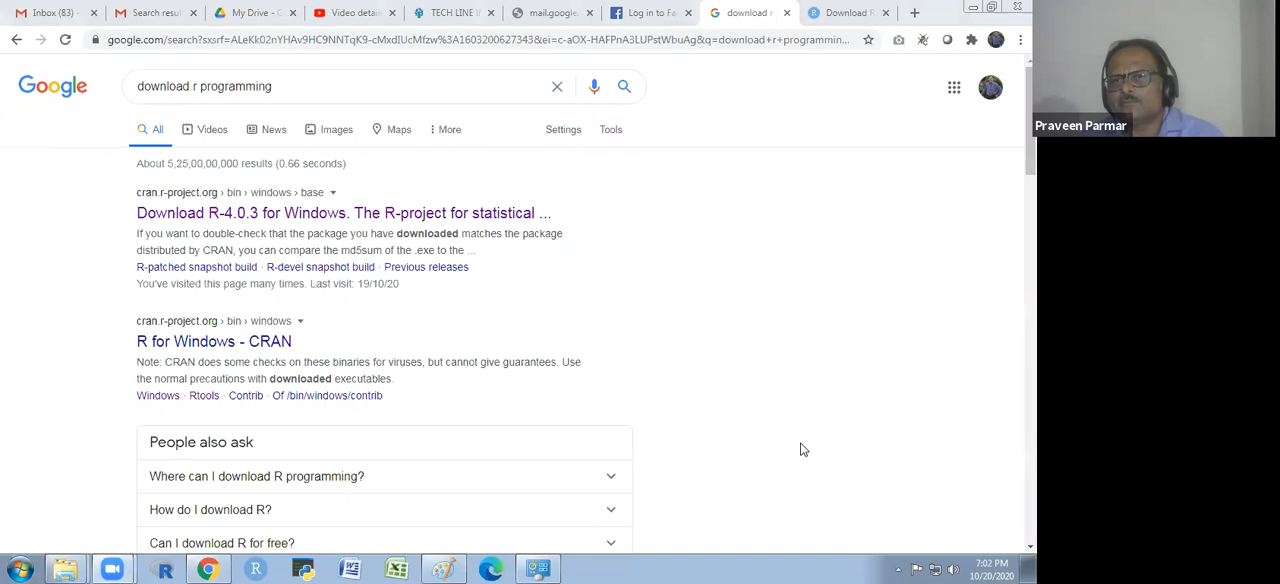 Inbox (83) -
Search resul
My Drive - G
Video detail
TECH LINE I
mail.google.
Log in to Fa
download r
Download R
google.com/search?sxsrf=ALeKk02nYHAv9HC9NNTqK9-cMxdIUcMfzw%3A1603200627343&ei=c-aOX-HAFPnA3LUPstWbuAg&q=download+r+programmin...
Google
download r programming
All
Videos
News
Images
Maps
More
Settings
Tools
About 5,25,00,00,000 results (0.66 seconds)
cran.r-project.org › bin › windows › base
Download R-4.0.3 for Windows. The R-project for statistical ...
If you want to double-check that the package you have downloaded matches the package
distributed by CRAN, you can compare the md5sum of the .exe to the ...
R-patched snapshot build · R-devel snapshot build · Previous releases
You've visited this page many times. Last visit: 19/10/20
cran.r-project.org › bin › windows
R for Windows - CRAN
Note: CRAN does some checks on these binaries for viruses, but cannot give guarantees. Use
the normal precautions with downloaded executables.
Windows · Rtools · Contrib · Of /bin/windows/contrib
People also ask
Where can I download R programming?
How do I download R?
Can I download R for free?
Praveen Parmar
7:02 PM
10/20/2020